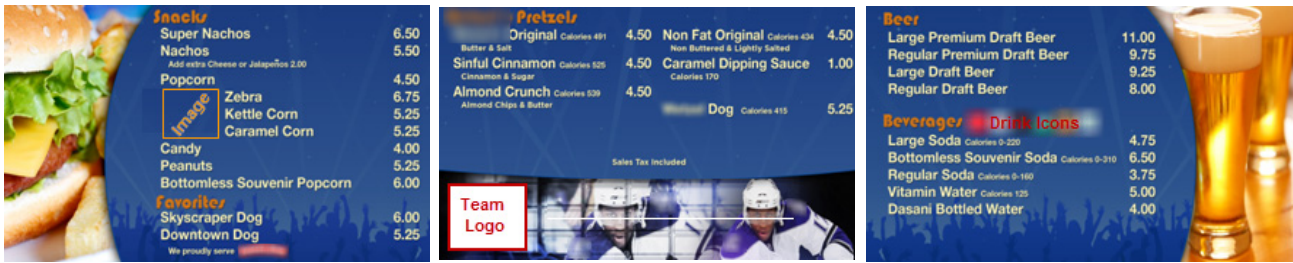 Snacks
Super Nachos 6.50
Nachos 5.50
Add extra Cheese or Jalapeños 2.00
Popcorn 4.50
Image
Zebra 6.75
Kettle Corn 5.25
Caramel Corn 5.25
Candy 4.00
Peanuts 5.25
Bottomless Souvenir Popcorn 6.00
Favorites
Skyscraper Dog 6.00
Downtown Dog 5.25
We proudly serve
Pretzels
Original Calories 491 4.50
Butter & Salt
Sinful Cinnamon Calories 525 4.50
Cinnamon & Sugar
Almond Crunch Calories 539 4.50
Almond Chips & Butter
Non Fat Original Calories 434 4.50
Non Buttered & Lightly Salted
Caramel Dipping Sauce 1.00
Calories 170
Dog Calories 415 5.25
Sales Tax Included
Team
Logo
Beer
Large Premium Draft Beer 11.00
Regular Premium Draft Beer 9.75
Large Draft Beer 9.25
Regular Draft Beer 8.00
Beverages Drink Icons
Large Soda Calories 0-220 4.75
Bottomless Souvenir Soda Calories 0-310 6.50
Regular Soda Calories 0-160 3.75
Vitamin Water Calories 125 5.00
Dasani Bottled Water 4.00